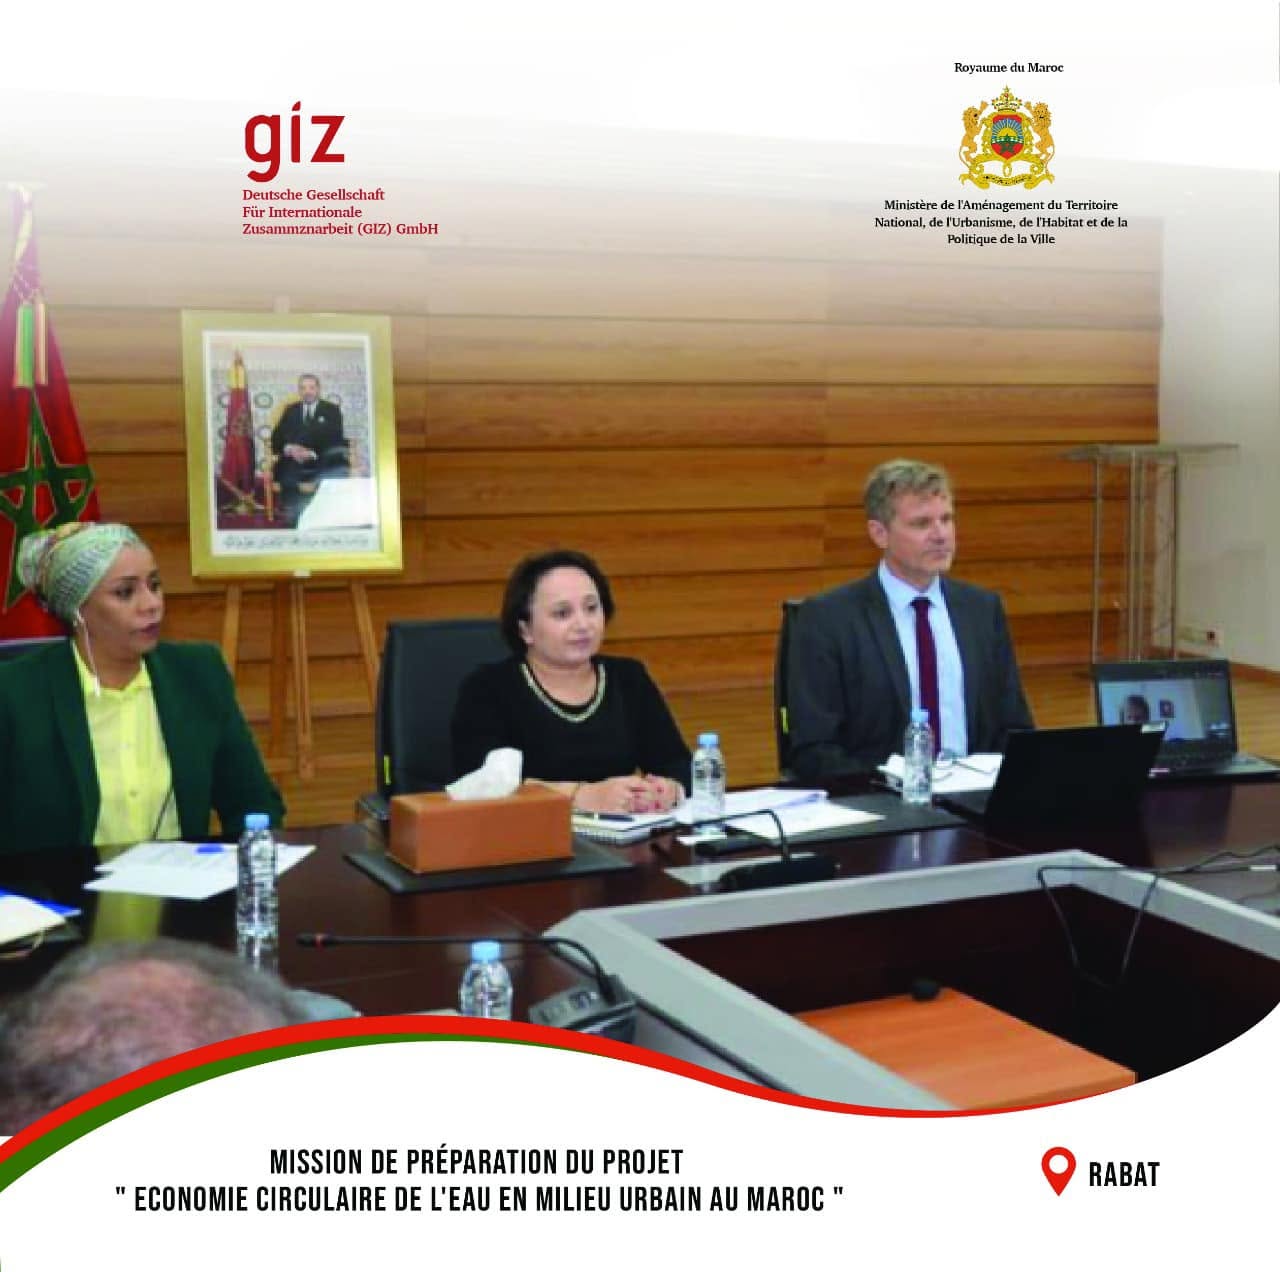 Royaume du Maroc
giz
Deutsche Gesellschaft
Für Internationale
Zusammznarbeit (GIZ) GmbH
Ministère de l'Aménagement du Territoire
National, de l'Urbanisme, de l'Habitat et de la
Politique de la Ville
MISSION DE PRÉPARATION DU PROJET
" ECONOMIE CIRCULAIRE DE L'EAU EN MILIEU URBAIN AU MAROC "
RABAT